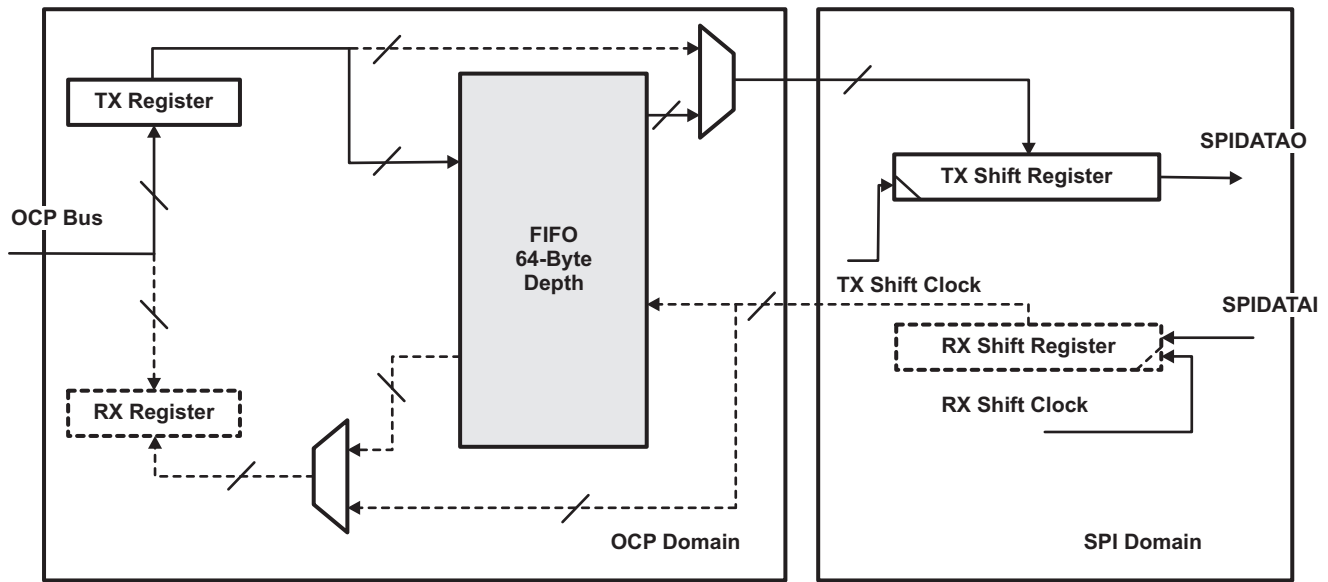 TX Register
OCP Bus
RX Register
FIFO
64-Byte
Depth
OCP Domain
SPIDATAO
TX Shift Register
TX Shift Clock
SPIDATAI
RX Shift Register
RX Shift Clock
SPI Domain